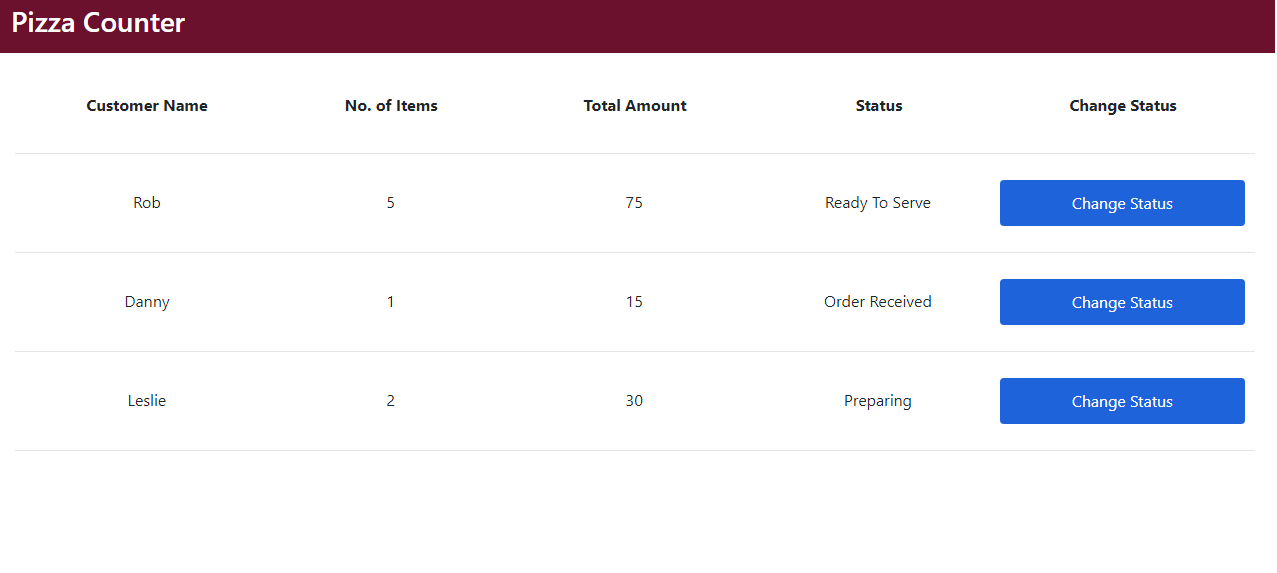 Pizza Counter
Customer Name No. of Items Total Amount Status Change Status
Rob 5 75 Ready To Serve Change Status
Danny 1 15 Order Received Change Status
Leslie 2 30 Preparing Change Status